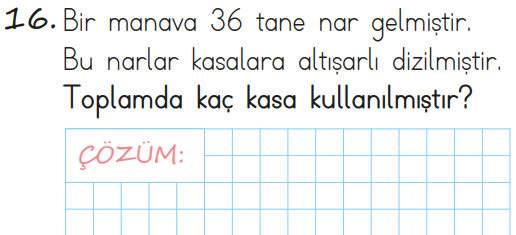 16. Bir manava 36 tane nar gelmiştir.
Bu narlar kasalara altışarlı dizilmiştir.
Toplamda kaç kasa kullanılmıştır?
ÇÖZÜM: